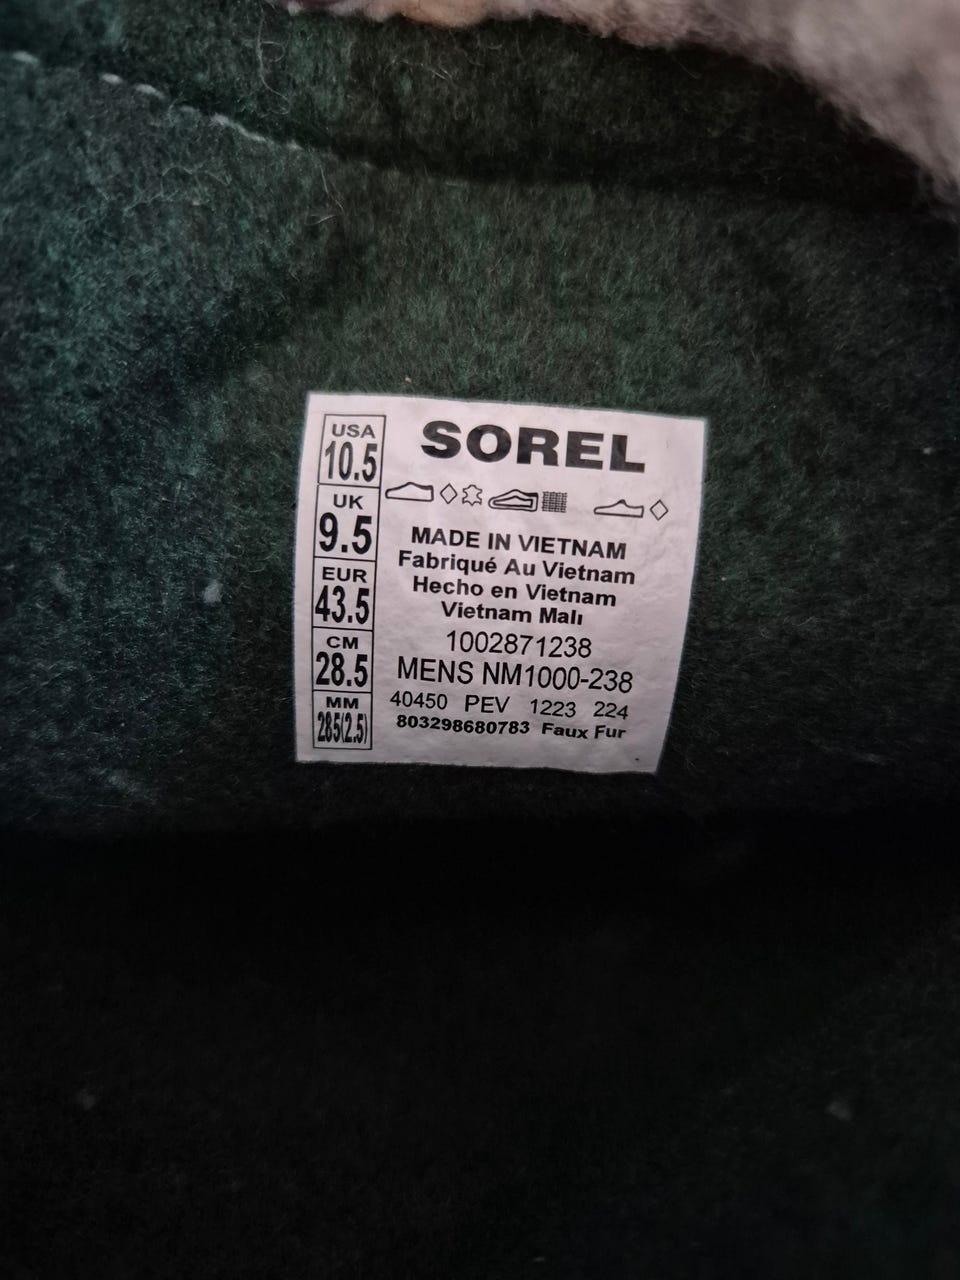 USA
10.5
UK
9.5
EUR
43.5
CM
28.5
MM
285(2.5)
SOREL
MADE IN VIETNAM
Fabriqué Au Vietnam
Hecho en Vietnam
Vietnam Malı
1002871238
MENS NM1000-238
40450 PEV 1223 224
803298680783 Faux Fur